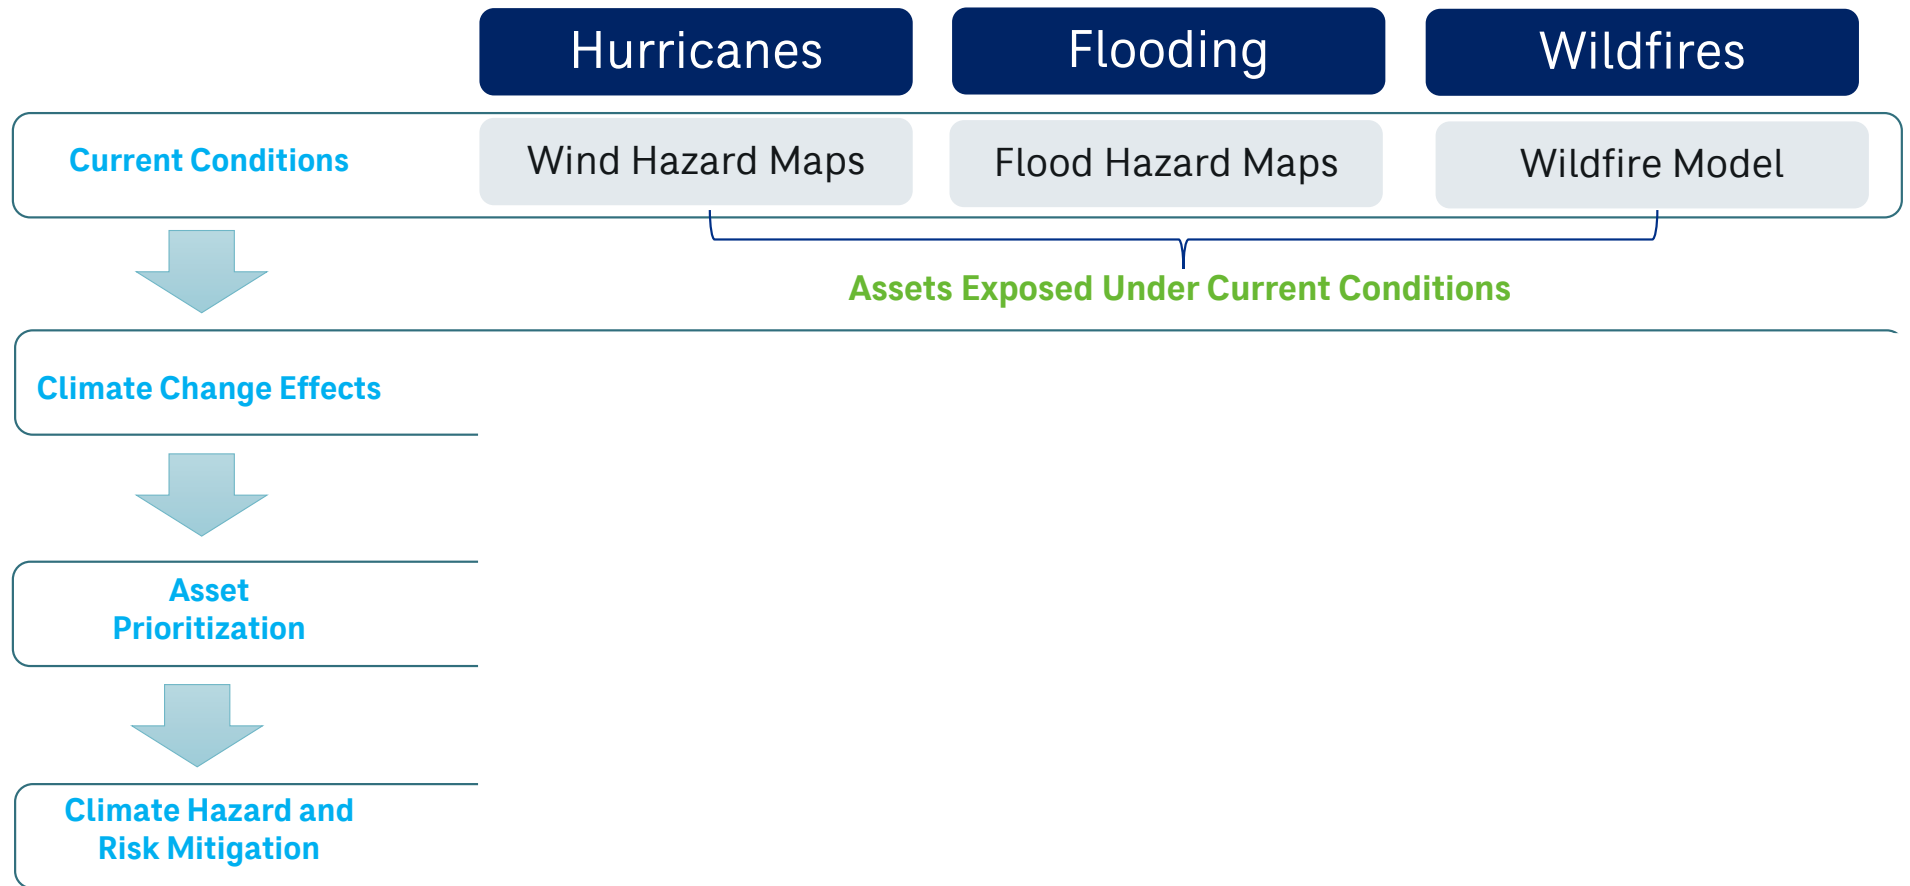 Hurricanes
Flooding
Wildfires
Current Conditions
Wind Hazard Maps
Flood Hazard Maps
Wildfire Model
Assets Exposed Under Current Conditions
Climate Change Effects
Asset
Prioritization
Climate Hazard and
Risk Mitigation